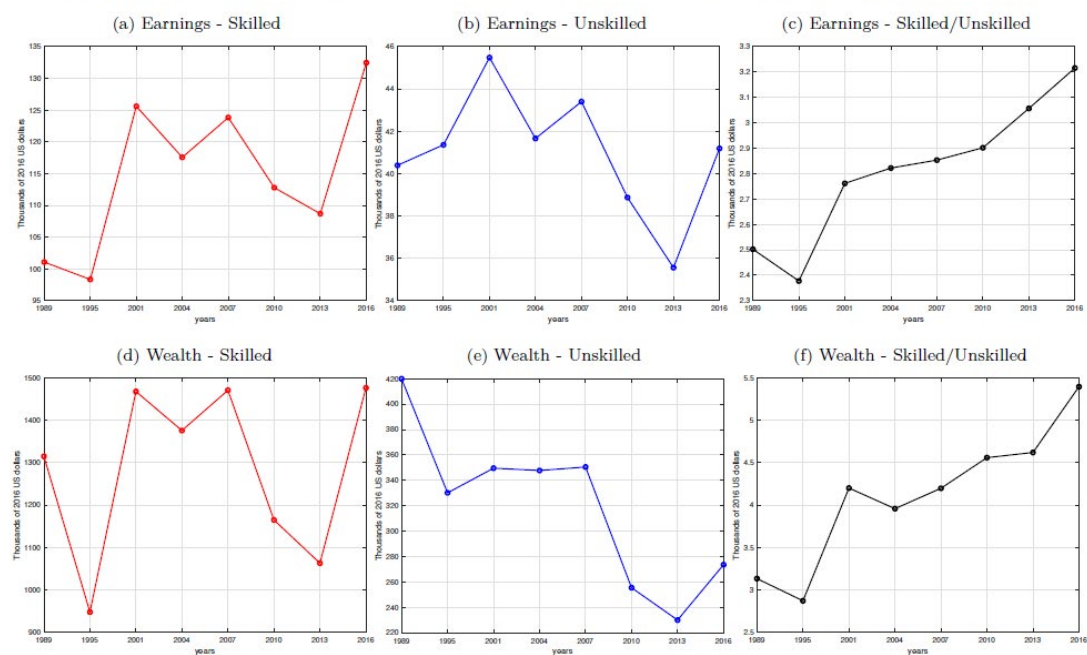 (a) Earnings - Skilled
135
130
125
120
115
110
105
100
95
Thousands of 2016 US dollars
1989 1995 2001 2004 2007 2010 2013 2016
years
(b) Earnings - Unskilled
46
44
42
40
38
36
34
Thousands of 2016 US dollars
1989 1995 2001 2004 2007 2010 2013 2016
years
(c) Earnings - Skilled/Unskilled
3.3
3.2
3.1
3
2.9
2.8
2.7
2.6
2.5
2.4
2.3
Thousands of 2016 US dollars
1989 1995 2001 2004 2007 2010 2013 2016
years
(d) Wealth - Skilled
1500
1400
1300
1200
1100
1000
900
Thousands of 2016 US dollars
1989 1995 2001 2004 2007 2010 2013 2016
years
(e) Wealth - Unskilled
420
400
380
360
340
320
300
280
260
240
220
Thousands of 2016 US dollars
1989 1995 2001 2004 2007 2010 2013 2016
years
(f) Wealth - Skilled/Unskilled
5.5
5
4.5
4
3.5
3
2.5
Thousands of 2016 US dollars
1989 1995 2001 2004 2007 2010 2013 2016
years